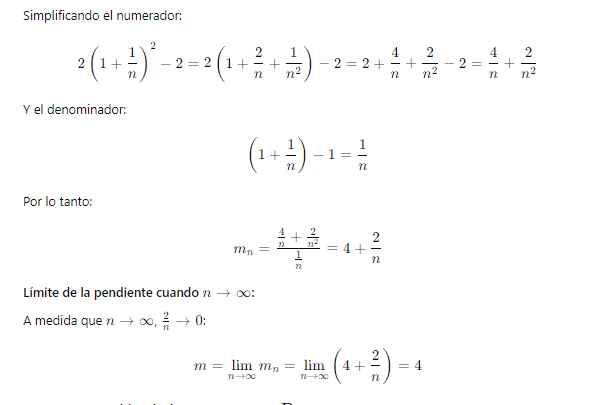 Simplificando el numerador:
2(1 + 1/n)² − 2 = 2(1 + 2/n + 1/n²) − 2 = 2 + 4/n + 2/n² − 2 = 4/n + 2/n²
Y el denominador:
(1 + 1/n) − 1 = 1/n
Por lo tanto:
mₙ = (4/n + 2/n²)/(1/n) = 4 + 2/n
Límite de la pendiente cuando n → ∞:
A medida que n → ∞, 2/n → 0:
m = lim_{n→∞} mₙ = lim_{n→∞} (4 + 2/n) = 4